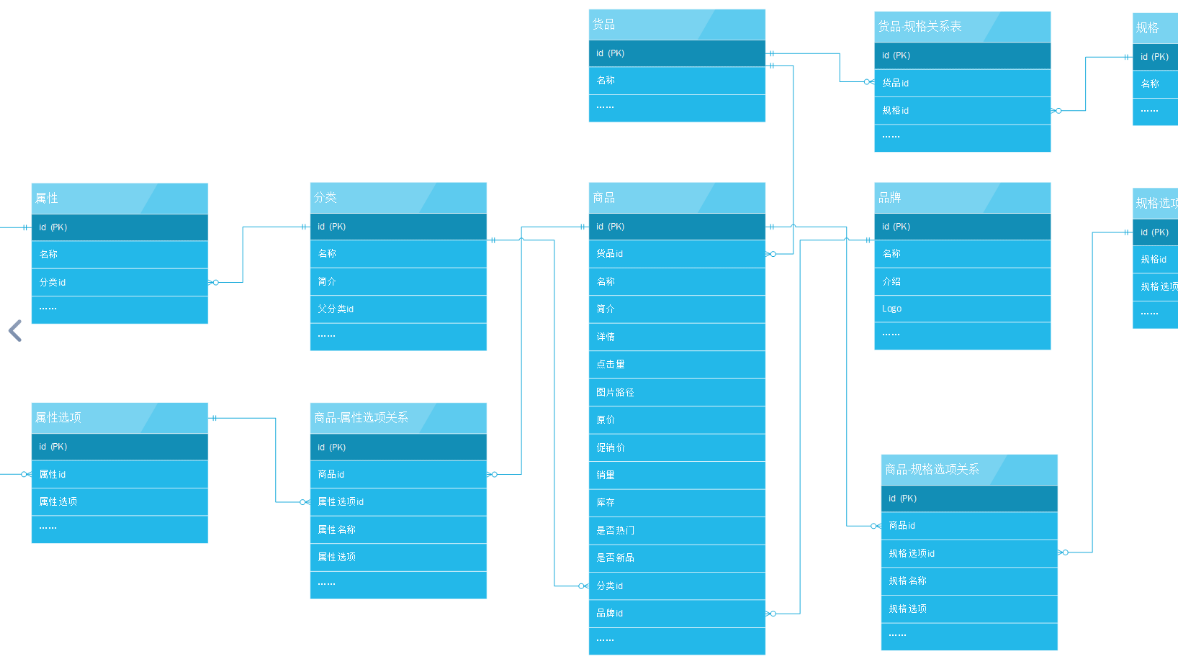 货品
id (PK)
名称
……
货品-规格关系表
id (PK)
货品id
规格id
……
规格
id (PK)
名称
……
属性
id (PK)
名称
分类id
……
分类
id (PK)
名称
简介
父分类id
……
商品
id (PK)
货品id
名称
简介
详情
点击量
图片路径
原价
促销价
销量
库存
是否热门
是否新品
分类id
品牌id
……
品牌
id (PK)
名称
介绍
Logo
……
规格选项
id (PK)
规格id
规格选项
……
属性选项
id (PK)
属性id
属性选项
……
商品-属性选项关系
id (PK)
商品id
属性选项id
属性名称
属性选项
……
商品-规格选项关系
id (PK)
商品id
规格选项id
规格名称
规格选项
……